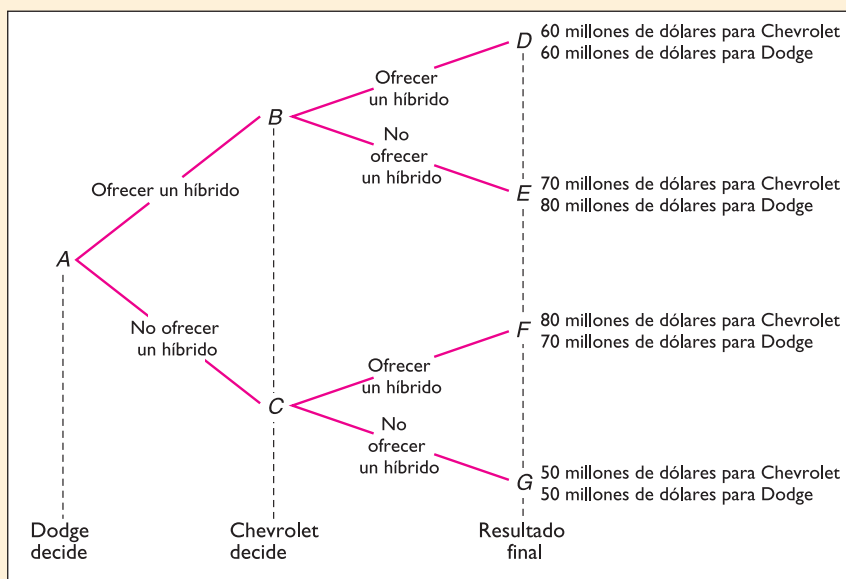 D
60 millones de dólares para Chevrolet
60 millones de dólares para Dodge
Ofrecer
un híbrido
B
No
ofrecer
un híbrido
Ofrecer un híbrido
E
70 millones de dólares para Chevrolet
80 millones de dólares para Dodge
A
No ofrecer
un híbrido
F
80 millones de dólares para Chevrolet
70 millones de dólares para Dodge
Ofrecer
un híbrido
C
No
ofrecer
un híbrido
G
50 millones de dólares para Chevrolet
50 millones de dólares para Dodge
Dodge
decide
Chevrolet
decide
Resultado
final